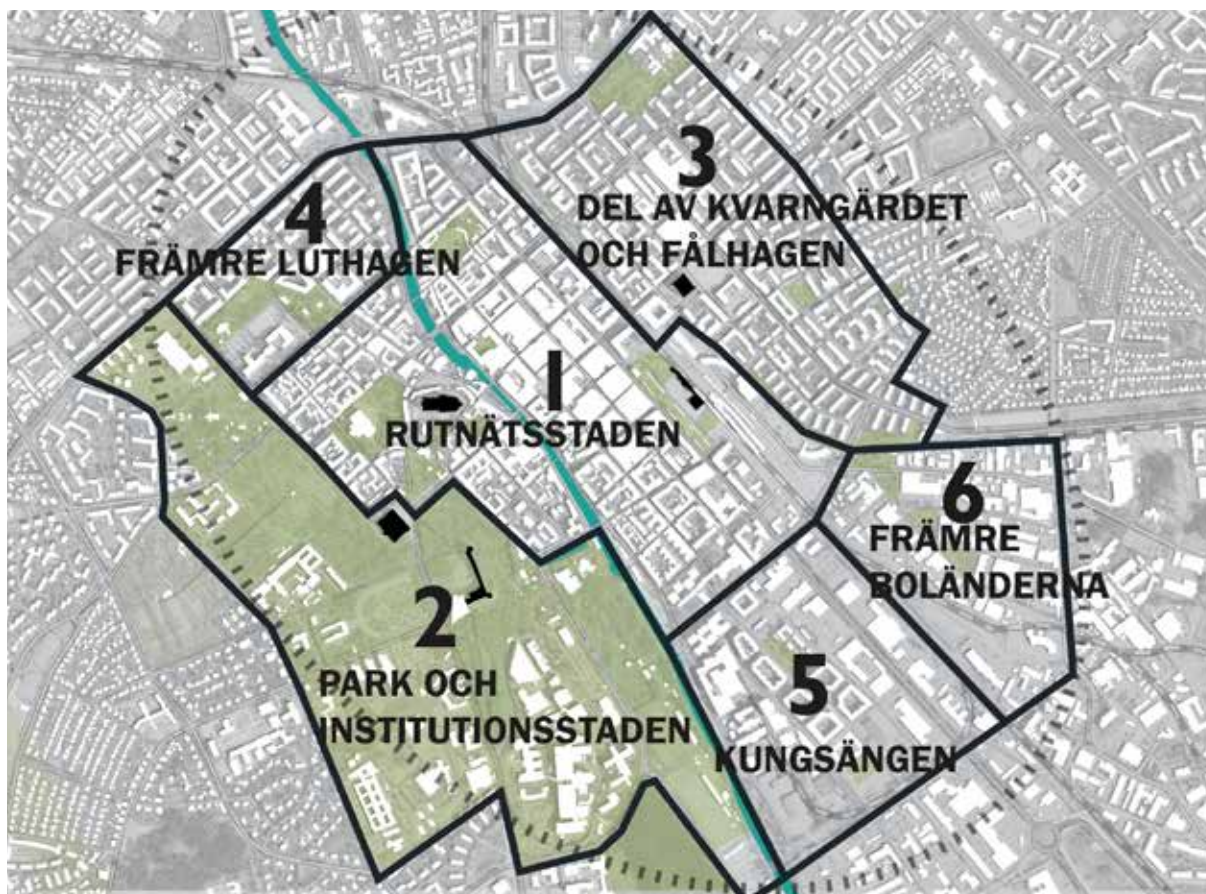 3
DEL AV KVARNGÄRDET
OCH FÅLHAGEN
4
FRÄMRE LUTHAGEN
1
RUTNÄTSSTADEN
6
FRÄMRE
BOLÄNDERNA
2
PARK OCH
INSTITUTIONSSTADEN
5
KUNGSÄNGEN